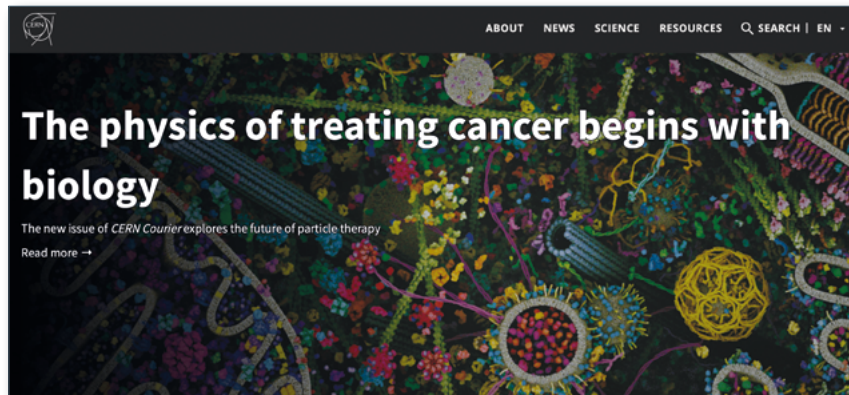 CERN
ABOUT NEWS SCIENCE RESOURCES SEARCH | EN
The physics of treating cancer begins with
biology
The new issue of CERN Courier explores the future of particle therapy
Read more →